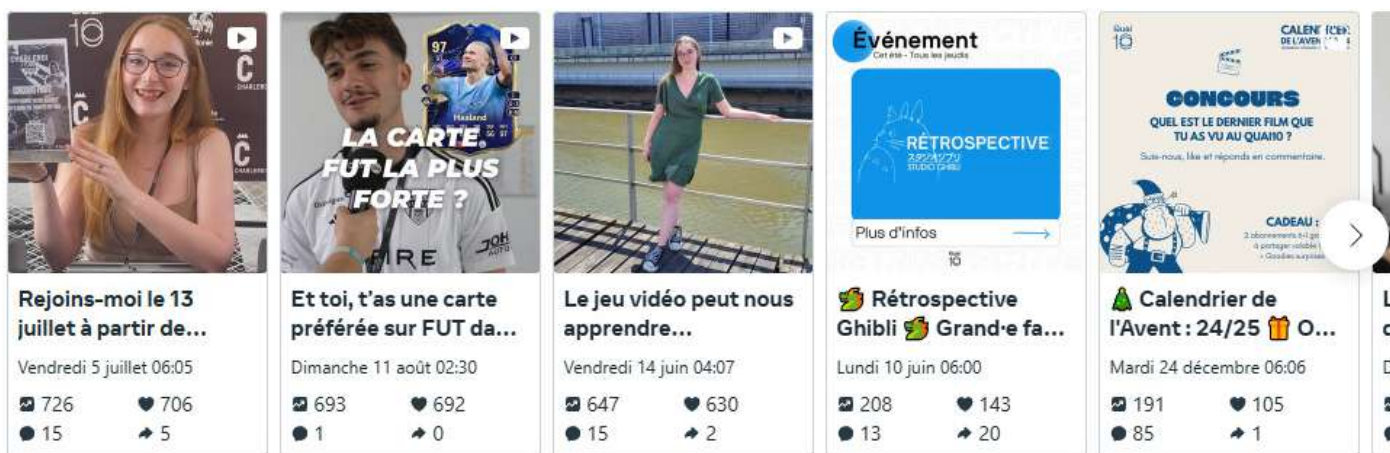 10
C
CHARLEROI
C
CHARLEROI
Rejoins-moi le 13
juillet à partir de...
Vendredi 5 juillet 06:05
726
706
15
5
97
Haaland
LA CARTE
FUT LA PLUS
FORTE ?
Et toi, t'as une carte
préférée sur FUT da...
Dimanche 11 août 02:30
693
692
1
0
Le jeu vidéo peut nous
apprendre...
Vendredi 14 juin 04:07
647
630
15
2
Événement
Cet été - Tous les jeudis
RÉTROSPECTIVE
スタジオジブリ
STUDIO GHIBLI
Plus d'infos
Quai
10
🐲 Rétrospective
Ghibli 🐲 Grand·e fa...
Lundi 10 juin 06:00
208
143
13
20
Quai
10
CONCOURS
QUEL EST LE DERNIER FILM QUE
TU AS VU AU QUAI10 ?
Suis-nous, like et réponds en commentaire.
CADEAU :
🎄 Calendrier de
l'Avent : 24/25 🎁 O...
Mardi 24 décembre 06:06
191
105
85
1